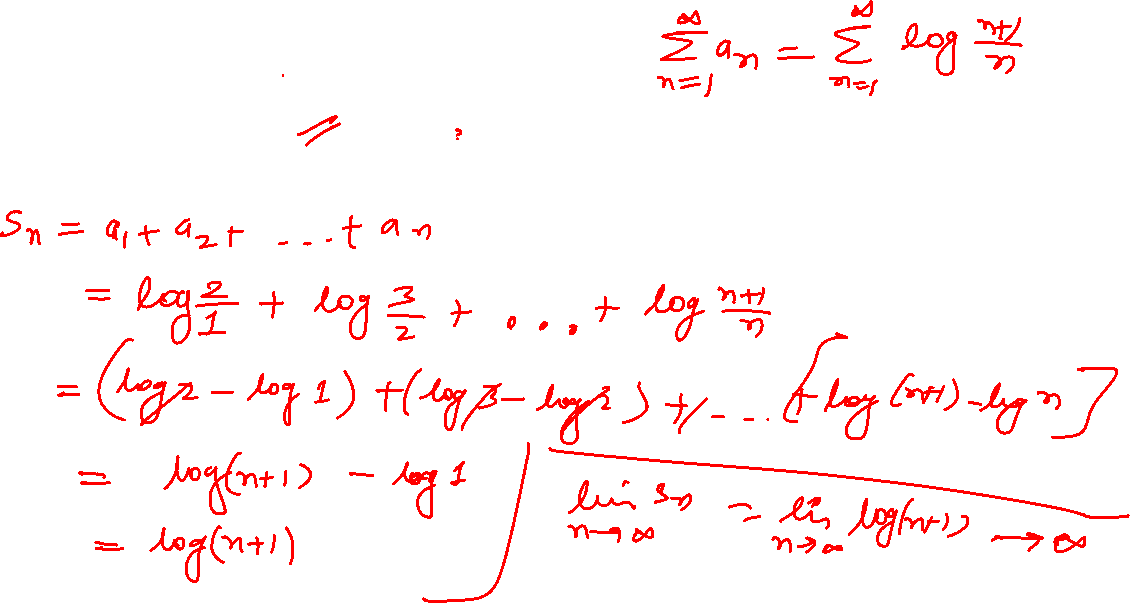 ∑_{n=1}^{∞} a_n = ∑_{n=1}^{∞} log (n+1)/n
S_n = a_1 + a_2 + ... + a_n
= log 2/1 + log 3/2 + ... + log (n+1)/n
= (log 2 - log 1) + (log 3 - log 2) + ... [+ log (n+1) - log n]
= log(n+1) - log 1
= log(n+1)
lim_{n→∞} S_n = lim_{n→∞} log(n+1) → ∞